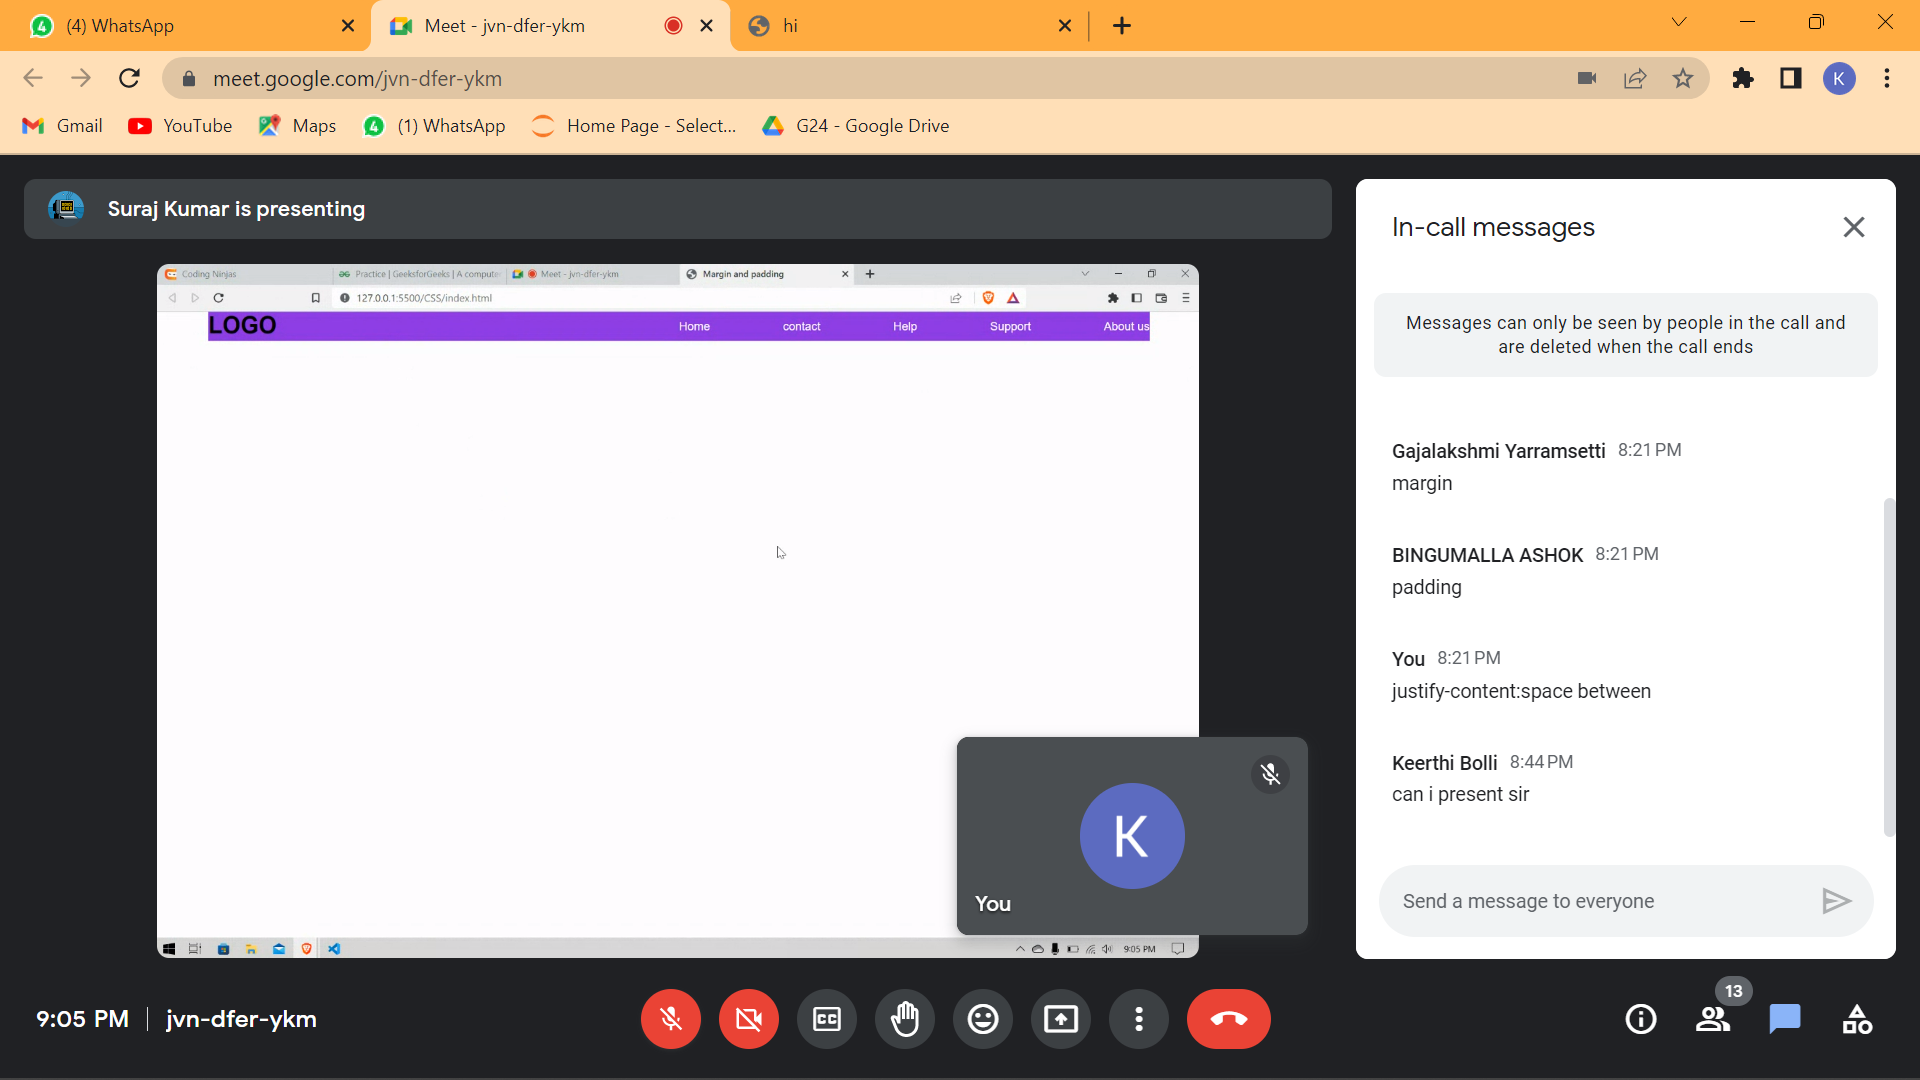 (4) WhatsApp
Meet - jvn-dfer-ykm
hi
meet.google.com/jvn-dfer-ykm
K
Gmail
YouTube
Maps
(1) WhatsApp
Home Page - Select...
G24 - Google Drive
Suraj Kumar is presenting
Coding Ninjas
Practice | GeeksforGeeks | A compute
Meet - jvn-dfer-ykm
Margin and padding
127.0.0.1:5500/CSS/index.html
LOGO
Home
contact
Help
Support
About us
9:05 PM
K
You
In-call messages
Messages can only be seen by people in the call and
are deleted when the call ends
Gajalakshmi Yarramsetti 8:21 PM
margin
BINGUMALLA ASHOK 8:21 PM
padding
You 8:21 PM
justify-content:space between
Keerthi Bolli 8:44 PM
can i present sir
Send a message to everyone
9:05 PM | jvn-dfer-ykm
CC
13